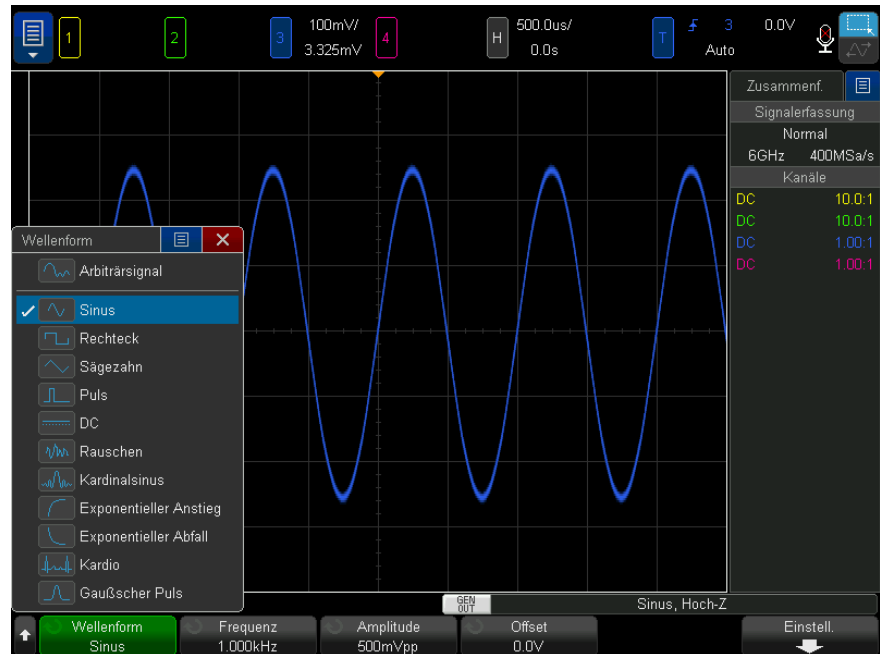 1 2 3 100mV/ 3.325mV 4 H 500.0us/ 0.0s T 3 0.0V Auto
Zusammenf.
Signalerfassung
Normal
6GHz 400MSa/s
Kanäle
DC 10.0:1
DC 10.0:1
DC 1.00:1
DC 1.00:1
Wellenform
Arbiträrsignal
Sinus
Rechteck
Sägezahn
Puls
DC
Rauschen
Kardinalsinus
Exponentieller Anstieg
Exponentieller Abfall
Kardio
Gaußscher Puls
GEN OUT Sinus, Hoch-Z
Wellenform Frequenz Amplitude Offset Einstell.
Sinus 1.000kHz 500mVpp 0.0V